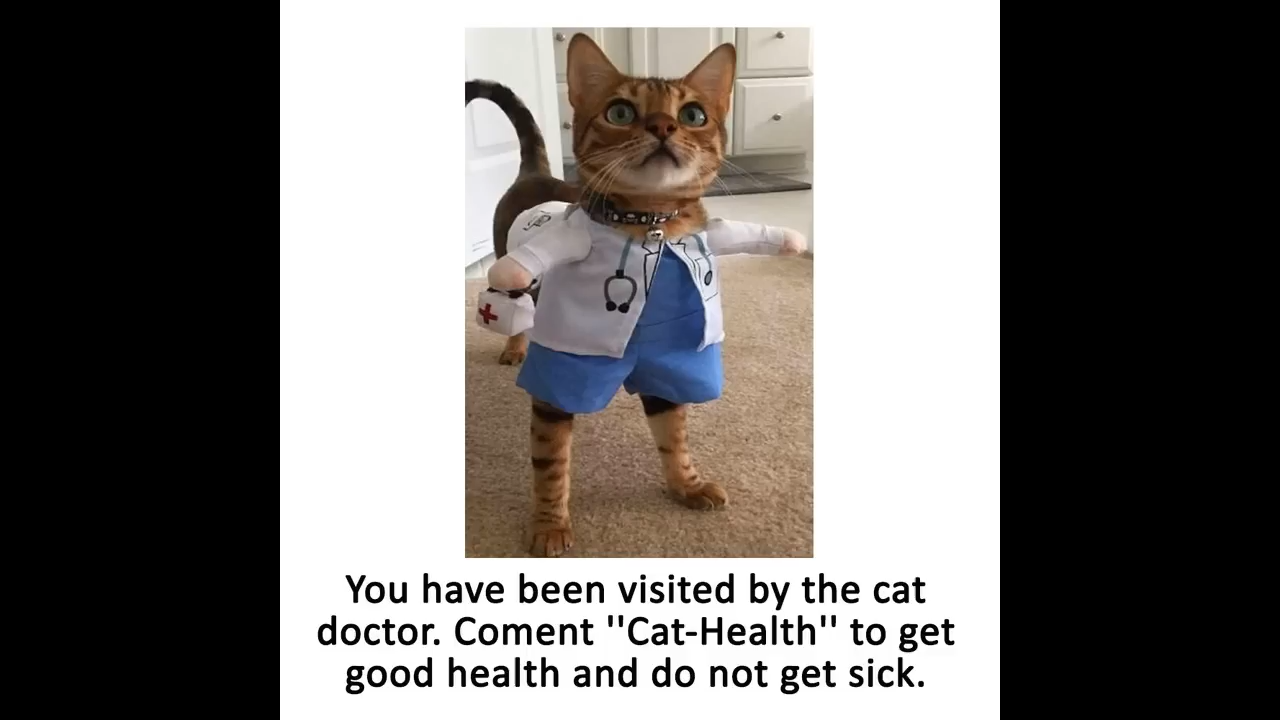 You have been visited by the cat
doctor. Coment "Cat-Health" to get
good health and do not get sick.